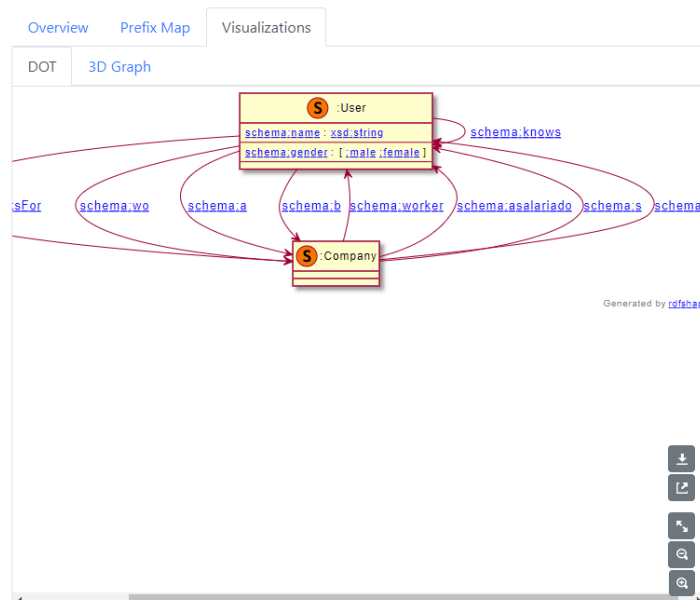 Overview Prefix Map Visualizations
DOT 3D Graph
S :User
schema:name : xsd:string
schema:knows
schema:gender : [ :male :female ]
sFor schema:wo schema:a schema:b schema:worker schema:asalariado schema:s schema
S :Company
Generated by rdfshap